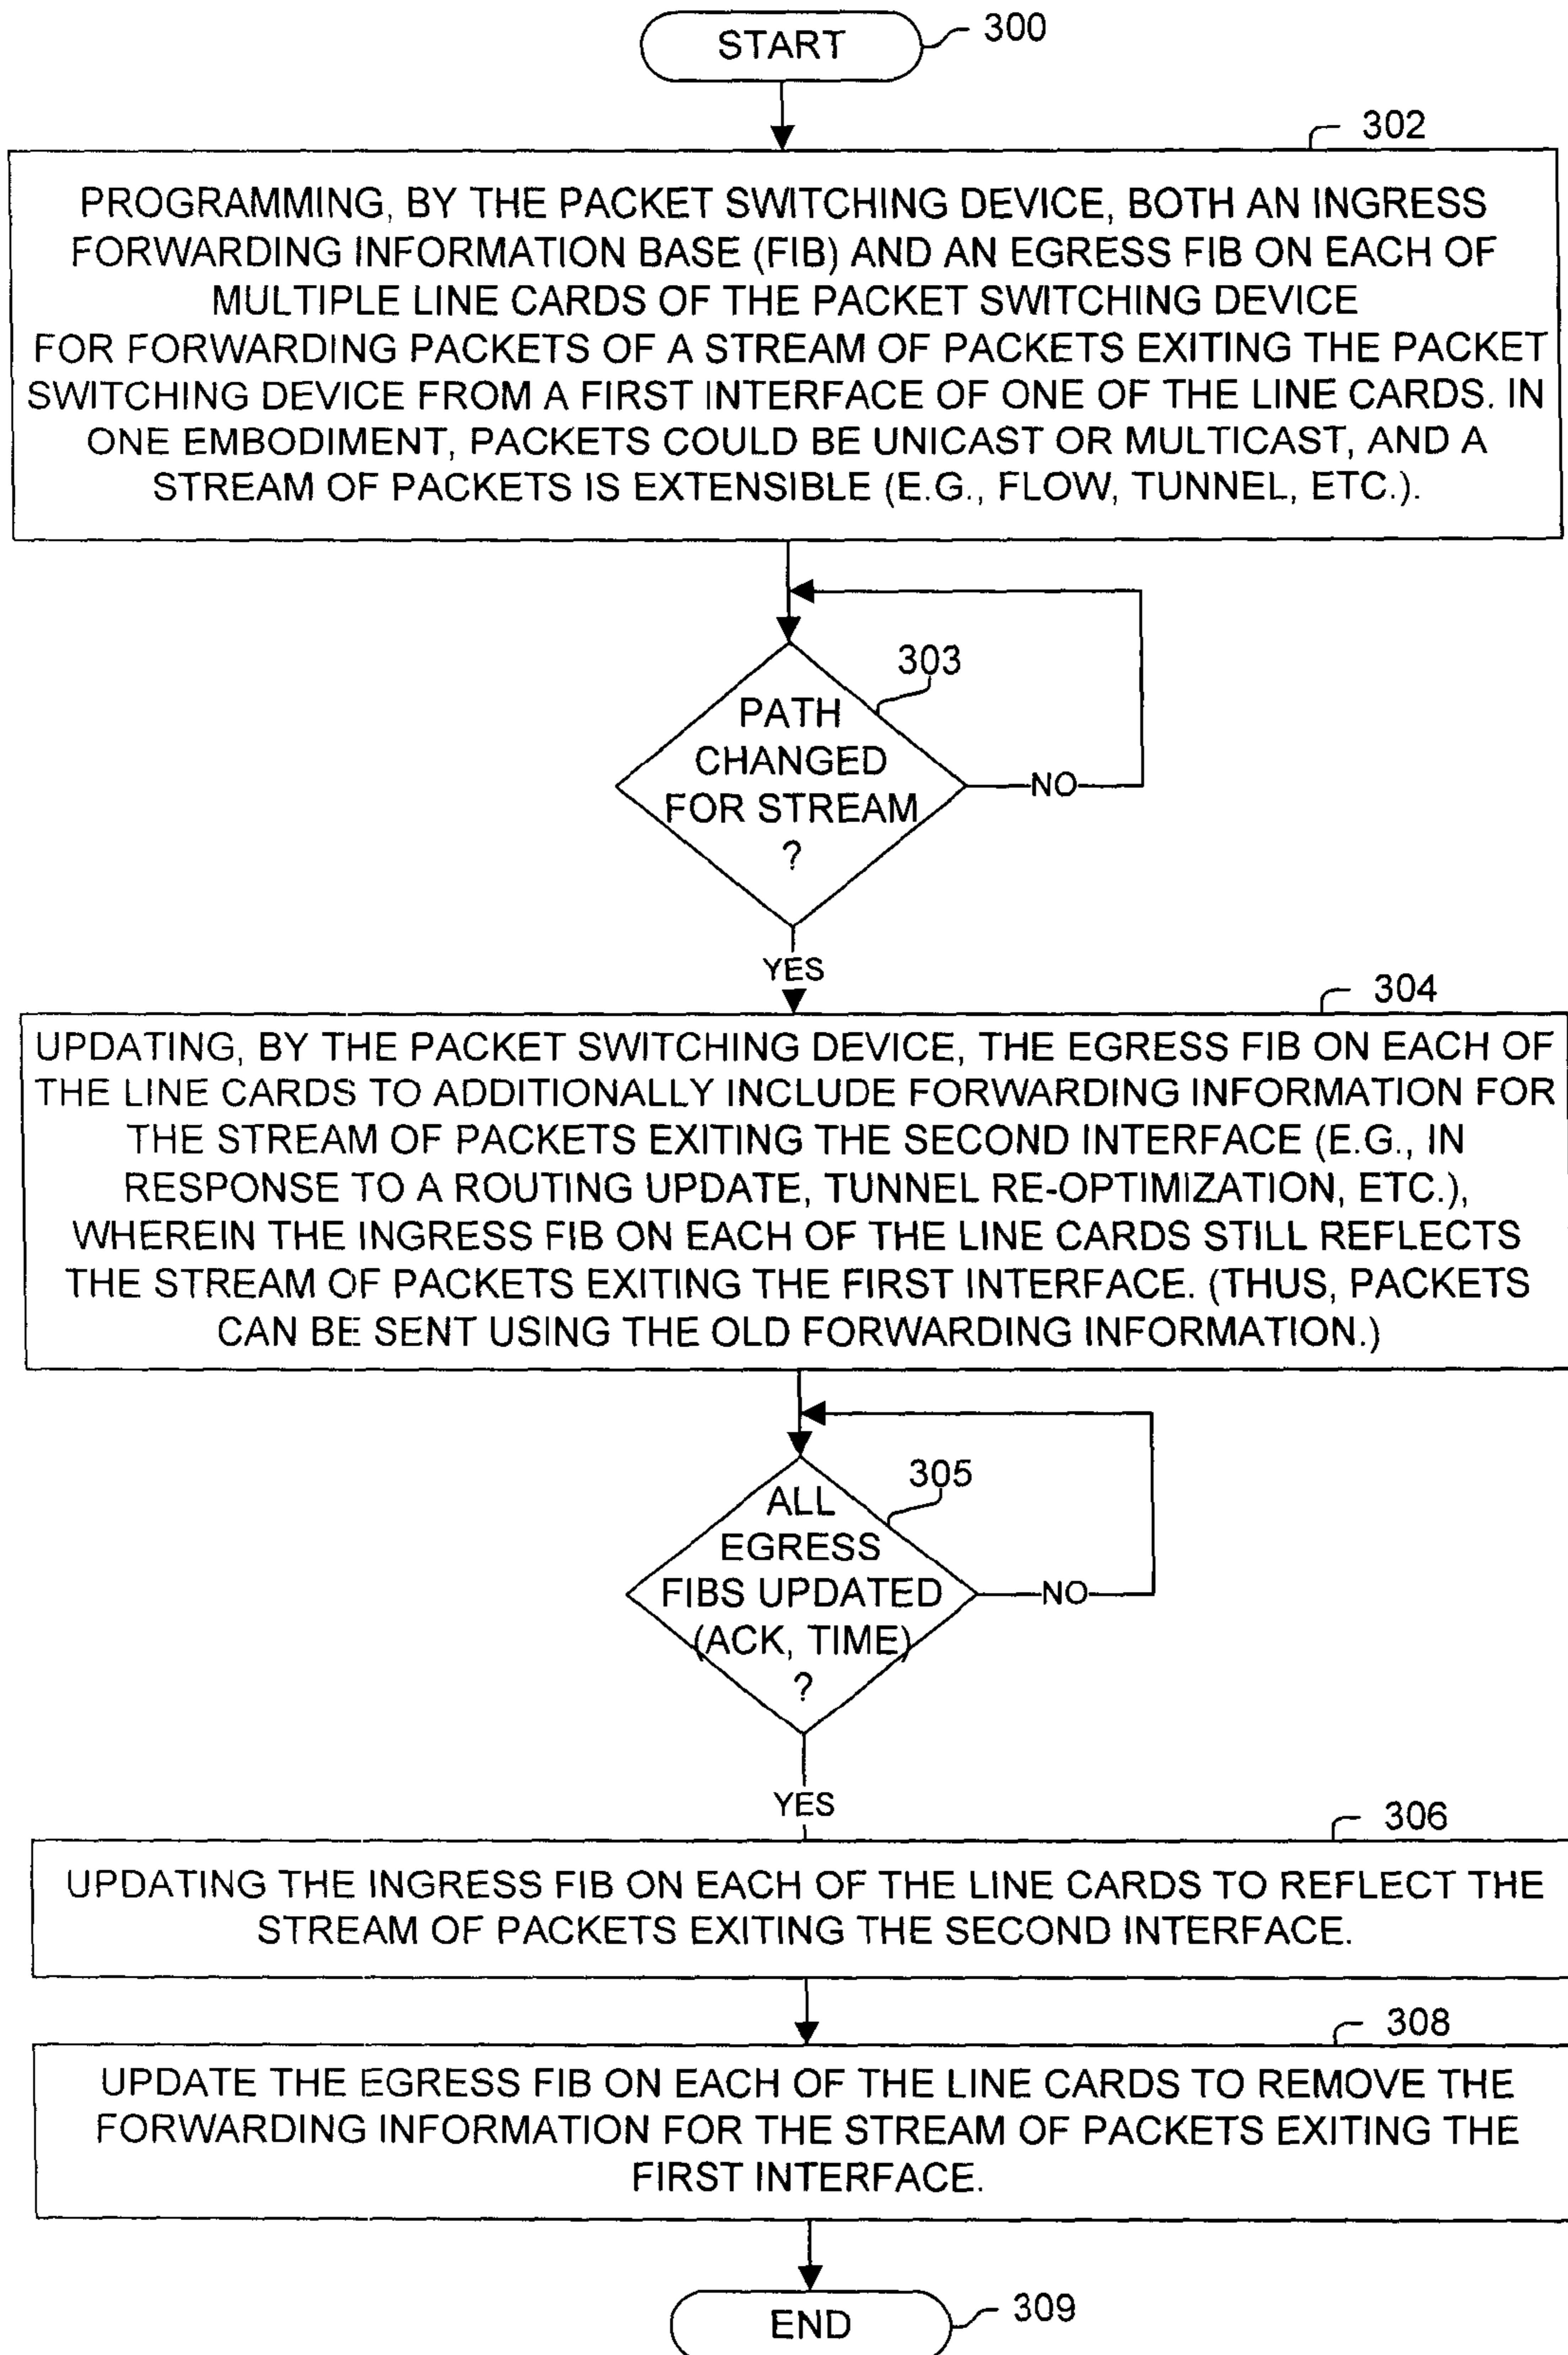 START
300
302
PROGRAMMING, BY THE PACKET SWITCHING DEVICE, BOTH AN INGRESS
FORWARDING INFORMATION BASE (FIB) AND AN EGRESS FIB ON EACH OF
MULTIPLE LINE CARDS OF THE PACKET SWITCHING DEVICE
FOR FORWARDING PACKETS OF A STREAM OF PACKETS EXITING THE PACKET
SWITCHING DEVICE FROM A FIRST INTERFACE OF ONE OF THE LINE CARDS. IN
ONE EMBODIMENT, PACKETS COULD BE UNICAST OR MULTICAST, AND A
STREAM OF PACKETS IS EXTENSIBLE (E.G., FLOW, TUNNEL, ETC.).
303
PATH
CHANGED
FOR STREAM
?
NO
YES
304
UPDATING, BY THE PACKET SWITCHING DEVICE, THE EGRESS FIB ON EACH OF
THE LINE CARDS TO ADDITIONALLY INCLUDE FORWARDING INFORMATION FOR
THE STREAM OF PACKETS EXITING THE SECOND INTERFACE (E.G., IN
RESPONSE TO A ROUTING UPDATE, TUNNEL RE-OPTIMIZATION, ETC.),
WHEREIN THE INGRESS FIB ON EACH OF THE LINE CARDS STILL REFLECTS
THE STREAM OF PACKETS EXITING THE FIRST INTERFACE. (THUS, PACKETS
CAN BE SENT USING THE OLD FORWARDING INFORMATION.)
305
ALL
EGRESS
FIBS UPDATED
(ACK, TIME)
?
NO
YES
306
UPDATING THE INGRESS FIB ON EACH OF THE LINE CARDS TO REFLECT THE
STREAM OF PACKETS EXITING THE SECOND INTERFACE.
308
UPDATE THE EGRESS FIB ON EACH OF THE LINE CARDS TO REMOVE THE
FORWARDING INFORMATION FOR THE STREAM OF PACKETS EXITING THE
FIRST INTERFACE.
END
309